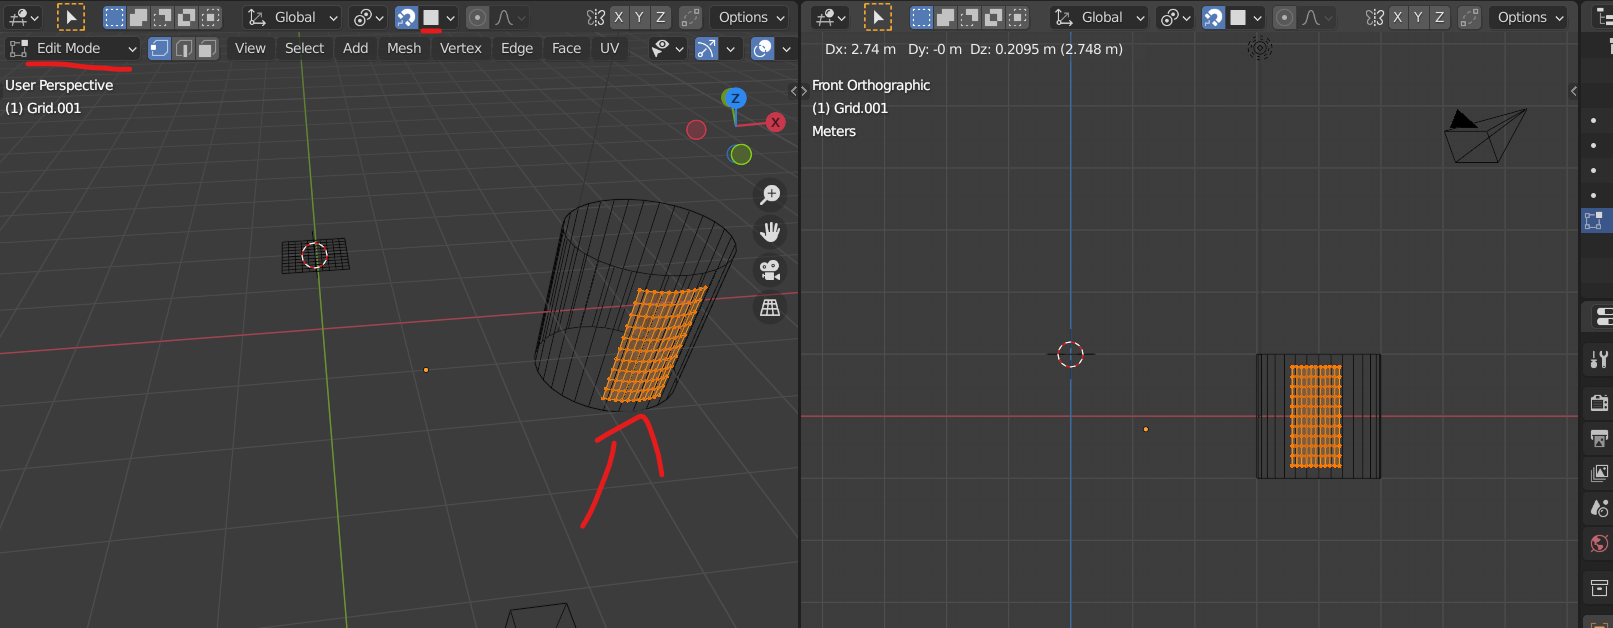 Global X Y Z Options
Edit Mode View Select Add Mesh Vertex Edge Face UV
User Perspective
(1) Grid.001
Z
X
Global X Y Z Options
Dx: 2.74 m Dy: -0 m Dz: 0.2095 m (2.748 m)
Front Orthographic
(1) Grid.001
Meters